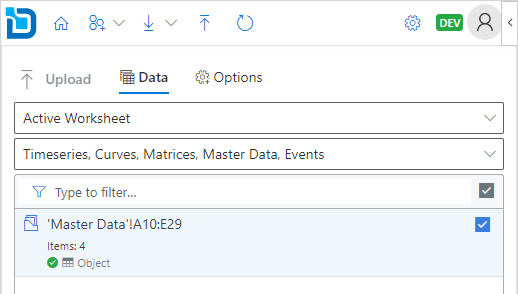 DEV
Upload
Data
Options
Active Worksheet
Timeseries, Curves, Matrices, Master Data, Events
Type to filter...
'Master Data'!A10:E29
Items: 4
Object